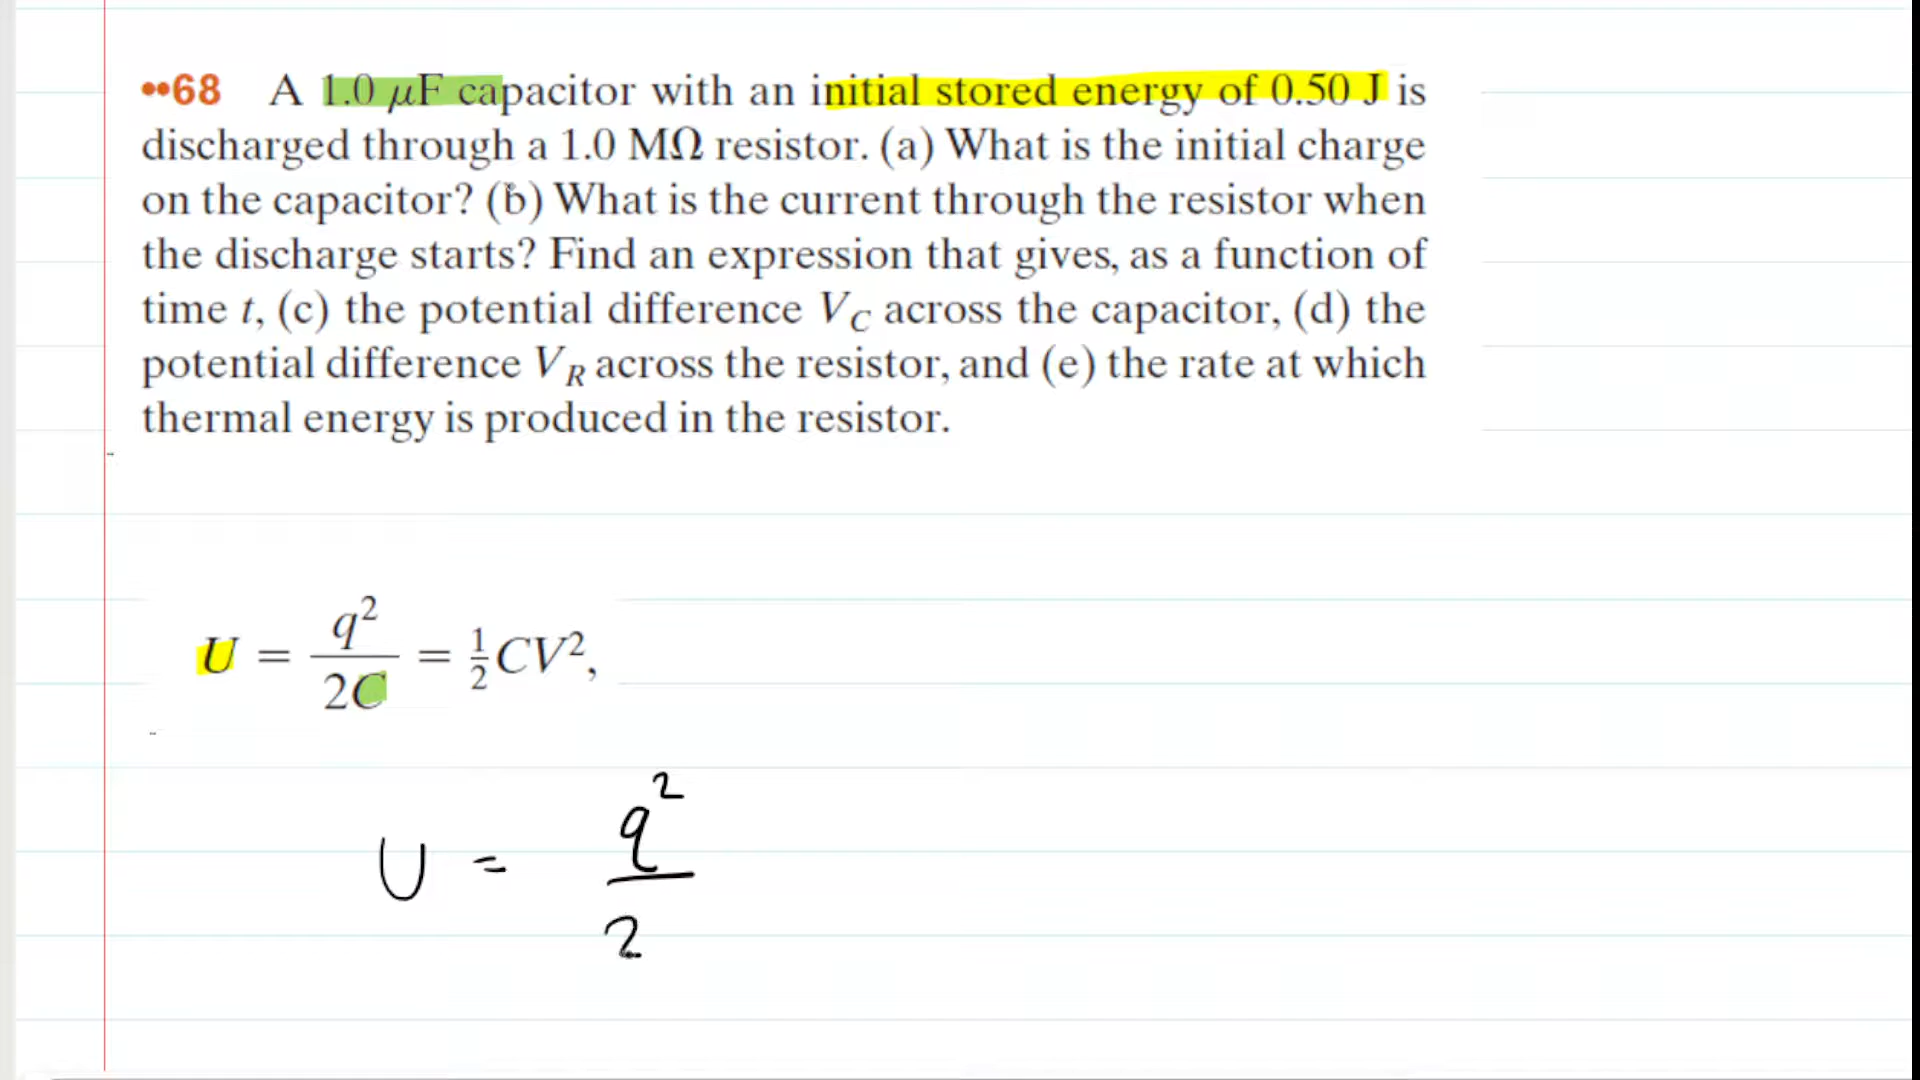 ••68 A 1.0 μF capacitor with an initial stored energy of 0.50 J is
discharged through a 1.0 MΩ resistor. (a) What is the initial charge
on the capacitor? (b) What is the current through the resistor when
the discharge starts? Find an expression that gives, as a function of
time t, (c) the potential difference V_C across the capacitor, (d) the
potential difference V_R across the resistor, and (e) the rate at which
thermal energy is produced in the resistor.
U = q²/2C = ½CV²,
U = q²/2